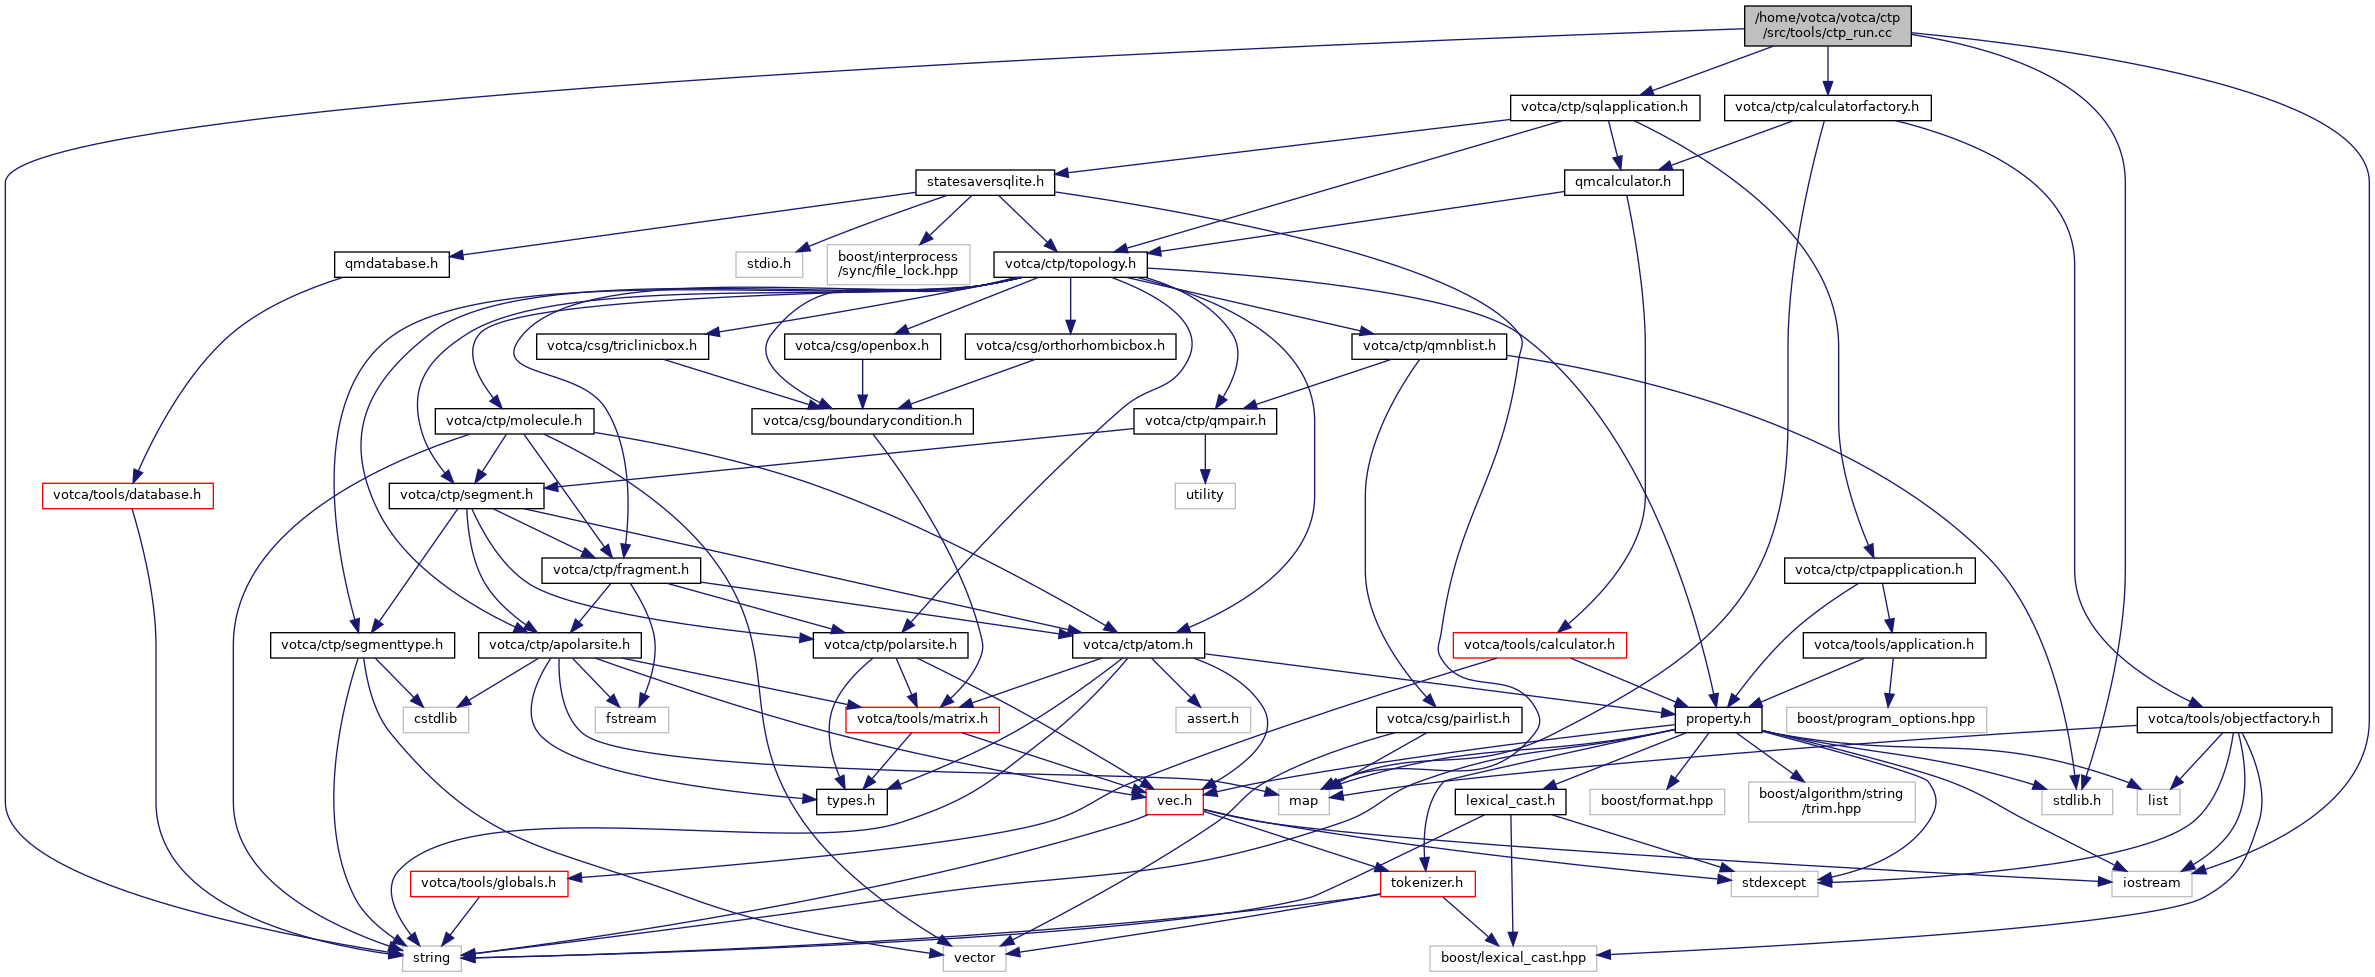 /home/votca/votca/ctp
/src/tools/ctp_run.cc
votca/ctp/sqlapplication.h
votca/ctp/calculatorfactory.h
statesaversqlite.h
qmcalculator.h
qmdatabase.h
stdio.h
boost/interprocess
/sync/file_lock.hpp
votca/ctp/topology.h
votca/csg/triclinicbox.h
votca/csg/openbox.h
votca/csg/orthorhombicbox.h
votca/ctp/qmnblist.h
votca/ctp/molecule.h
votca/csg/boundarycondition.h
votca/ctp/qmpair.h
votca/tools/database.h
votca/ctp/segment.h
utility
votca/ctp/fragment.h
votca/ctp/ctpapplication.h
votca/ctp/segmenttype.h
votca/ctp/apolarsite.h
votca/ctp/polarsite.h
votca/ctp/atom.h
votca/tools/calculator.h
votca/tools/application.h
cstdlib
fstream
votca/tools/matrix.h
assert.h
votca/csg/pairlist.h
property.h
boost/program_options.hpp
votca/tools/objectfactory.h
types.h
vec.h
map
lexical_cast.h
boost/format.hpp
boost/algorithm/string
/trim.hpp
stdlib.h
list
votca/tools/globals.h
tokenizer.h
stdexcept
iostream
string
vector
boost/lexical_cast.hpp